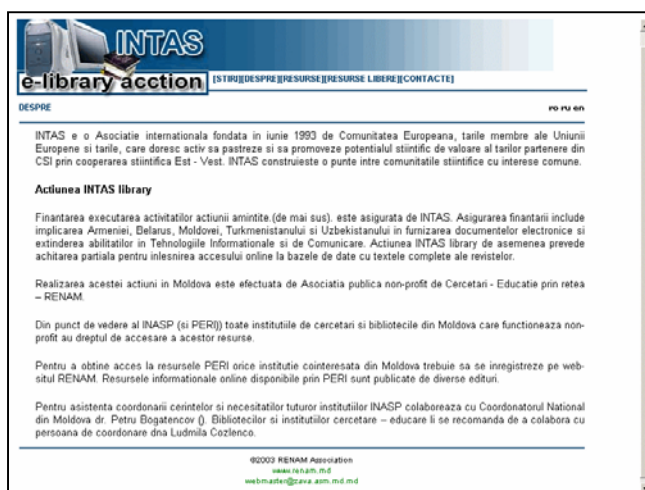 INTAS
e-library acction
[STIRI][DESPRE][RESURSE][RESURSE LIBERE][CONTACTE]
DESPRE
ro ru en
INTAS e o Asociatie internationala fondata in iunie 1993 de Comunitatea Europeana, tarile membre ale Uniunii
Europene si tarile, care doresc activ sa pastreze si sa promoveze potentialul stiintific de valoare al tarilor partenere din
CSI prin cooperarea stiintifica Est - Vest. INTAS construieste o punte intre comunitatile stiintifice cu interese comune.
Actiunea INTAS library
Finantarea executarea activitatilor actiunii amintite.(de mai sus). este asigurata de INTAS. Asigurarea finantarii include
implicarea Armeniei, Belarus, Moldovei, Turkmenistanului si Uzbekistanului in furnizarea documentelor electronice si
extinderea abilitatilor in Tehnologiile Informationale si de Comunicare. Actiunea INTAS library de asemenea prevede
achitarea partiala pentru inlesnirea accesului online la bazele de date cu textele complete ale revistelor.
Realizarea acestei actiuni in Moldova este efectuata de Asociatia publica non-profit de Cercetari - Educatie prin retea
– RENAM.
Din punct de vedere al INASP (si PERI)) toate institutiile de cercetari si bibliotecile din Moldova care functioneaza non-
profit au dreptul de accesare a acestor resurse.
Pentru a obtine acces la resursele PERI orice institutie cointeresata din Moldova trebuie sa se inregistreze pe web-
situl RENAM. Resursele informationale online disponibile prin PERI sunt publicate de diverse edituri.
Pentru asistenta coordonarii cerintelor si necesitatilor tuturor institutiilor INASP colaboreaza cu Coordonatorul National
din Moldova dr. Petru Bogatencov (). Bibliotecilor si institutiilor cercetare – educare li se recomanda de a colabora cu
persoana de coordonare dna Ludmila Cozlenco.
©2003 RENAM Association
www.renam.md
webmaster@zava.asm.md.md